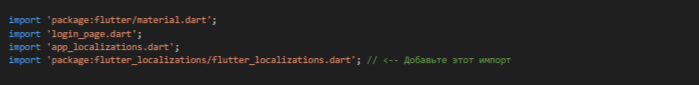 import 'package:flutter/material.dart';
import 'login_page.dart';
import 'app_localizations.dart';
import 'package:flutter_localizations/flutter_localizations.dart'; // <-- Добавьте этот импорт